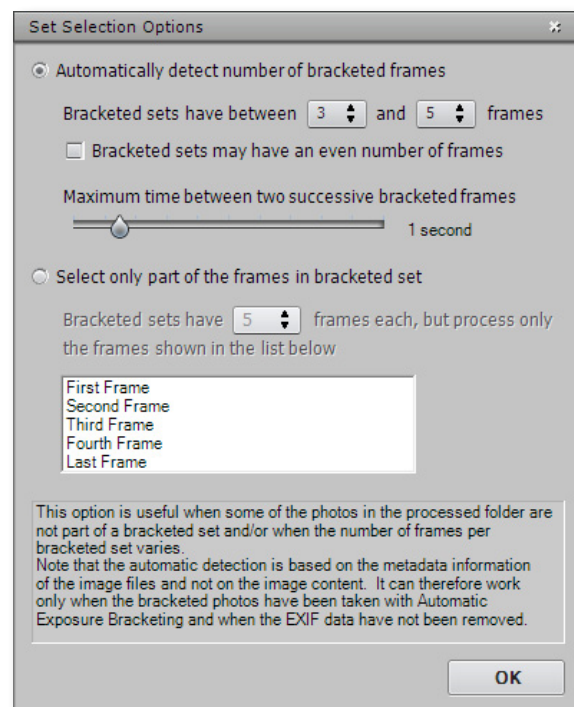 Set Selection Options
Automatically detect number of bracketed frames
Bracketed sets have between 3 and 5 frames
Bracketed sets may have an even number of frames
Maximum time between two successive bracketed frames
1 second
Select only part of the frames in bracketed set
Bracketed sets have 5 frames each, but process only
the frames shown in the list below
First Frame
Second Frame
Third Frame
Fourth Frame
Last Frame
This option is useful when some of the photos in the processed folder are
not part of a bracketed set and/or when the number of frames per
bracketed set varies.
Note that the automatic detection is based on the metadata information
of the image files and not on the image content. It can therefore work
only when the bracketed photos have been taken with Automatic
Exposure Bracketing and when the EXIF data have not been removed.
OK